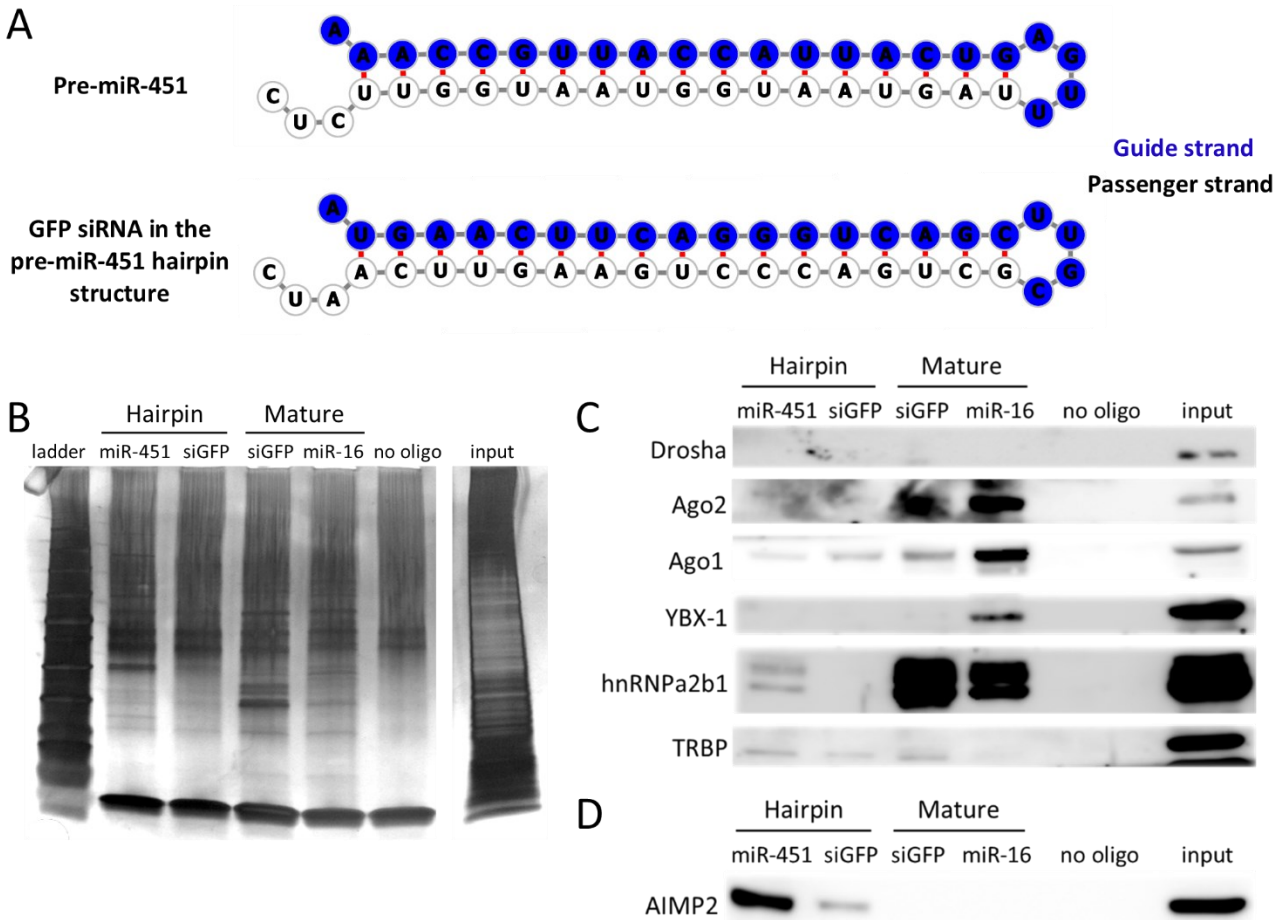 A
Pre-miR-451
A A A C C G U U A C C A U U A C U G A G U U
C U C U U G G U A A U G G U A A U G A U
Guide strand
Passenger strand
GFP siRNA in the
pre-miR-451 hairpin
structure
A U G A A C U U C A G G G U C A G C U U G C
C U A A C U U G A A G U C C C A G U C G
B
Hairpin Mature
ladder miR-451 siGFP siGFP miR-16 no oligo input
C
Hairpin Mature
miR-451 siGFP siGFP miR-16 no oligo input
Drosha
Ago2
Ago1
YBX-1
hnRNPa2b1
TRBP
D
Hairpin Mature
miR-451 siGFP siGFP miR-16 no oligo input
AIMP2